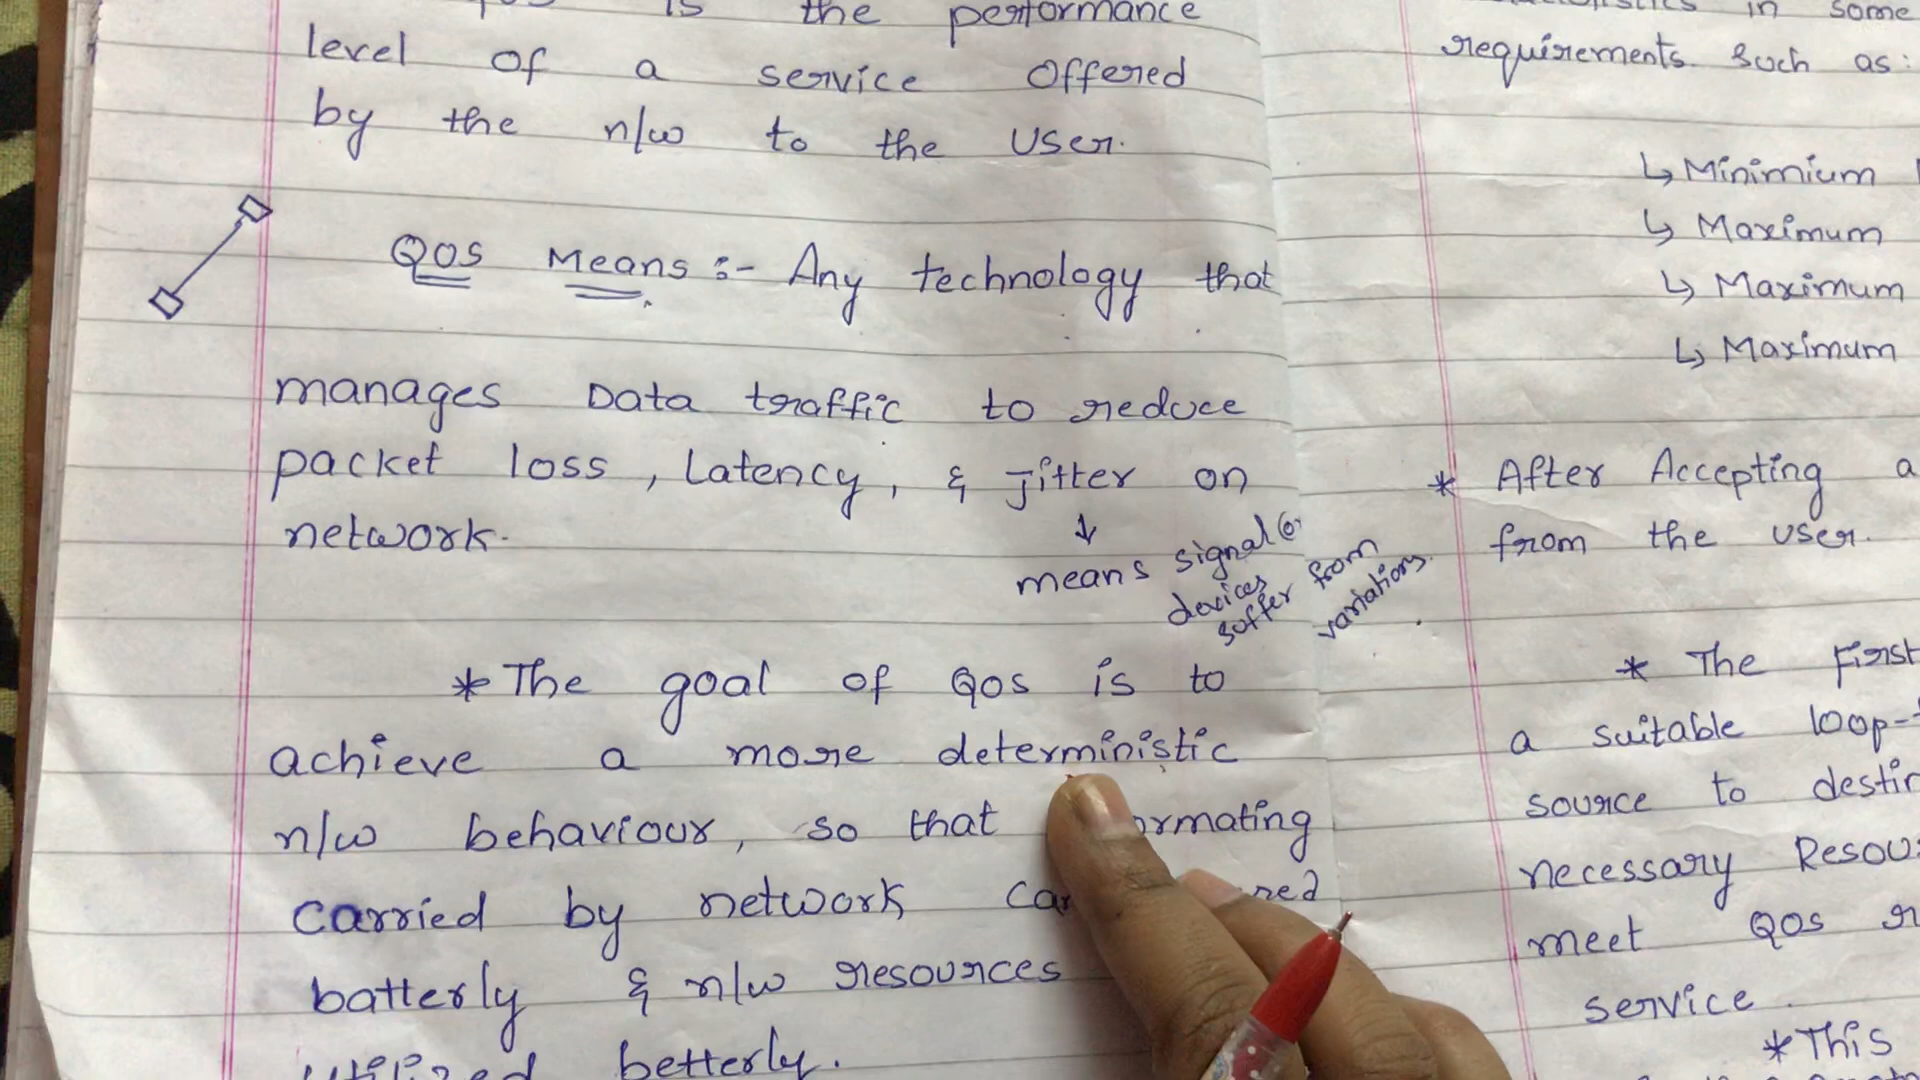 is the performance
level of a service Offered
by the n/w to the User.
QOS Means :- Any technology that
manages Data traffic to reduce
packet loss, Latency, & Jitter on
network.
means signal
devices
suffer from
variations.
* The goal of QOS is to
achieve a more deterministic
n/w behaviour, so that
carried by network
batterly & n/w resources
betterly.
in some
requirements such as:
↳ Minimium
↳ Maximum
↳ Maximum
↳ Maximum
* After Accepting a
from the user.
* The First
a suitable loop-
source to
necessary
meet QOS
service.
* This